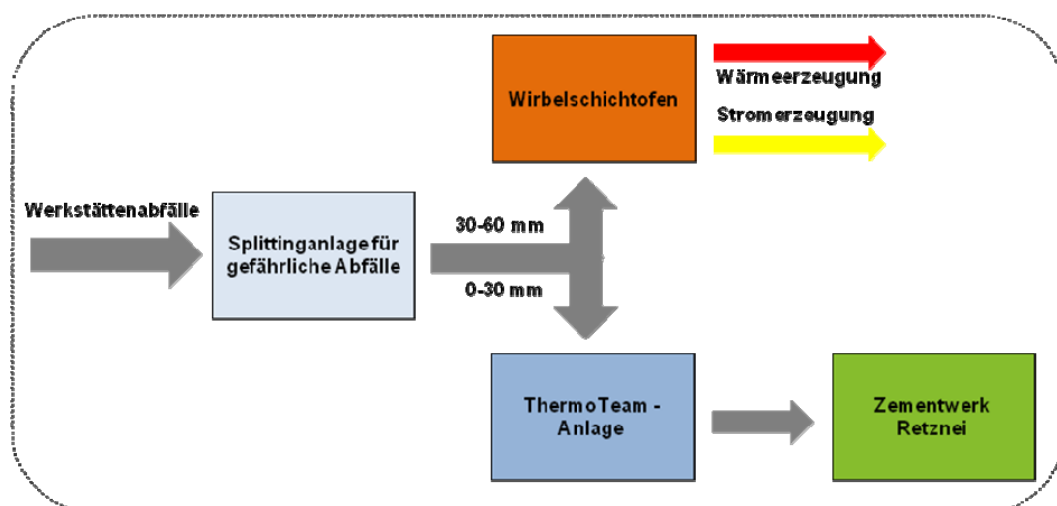 Wirbelschichtofen
Wärmeerzeugung
Stromerzeugung
Werkstättenabfälle
Splittinganlage für
gefährliche Abfälle
30-60 mm
0-30 mm
ThermoTeam -
Anlage
Zementwerk
Retznei